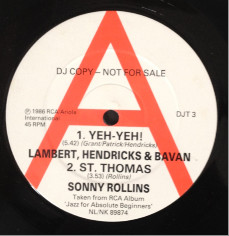 DJ COPY – NOT FOR SALE
℗ 1986 RCA Ariola
International
45 RPM
DJT 3
1. YEH-YEH!
(5.42) (Grant/Patrick/Hendricks)
LAMBERT, HENDRICKS & BAVAN
2. ST. THOMAS
(3.53) (Rollins)
SONNY ROLLINS
Taken from RCA Album
'Jazz for Absolute Beginners'
NL/NK 89874